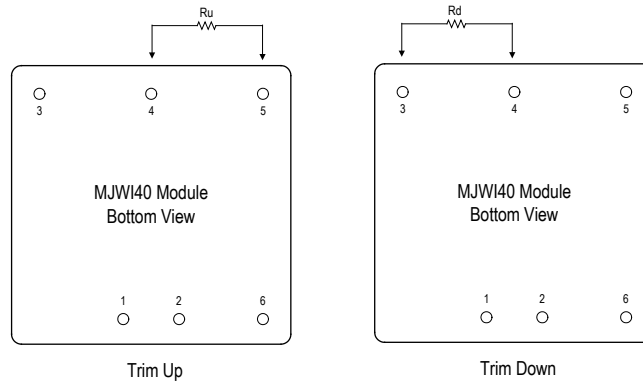 Ru
3 4 5
MJWI40 Module
Bottom View
1 2 6
Trim Up
Rd
3 4 5
MJWI40 Module
Bottom View
1 2 6
Trim Down